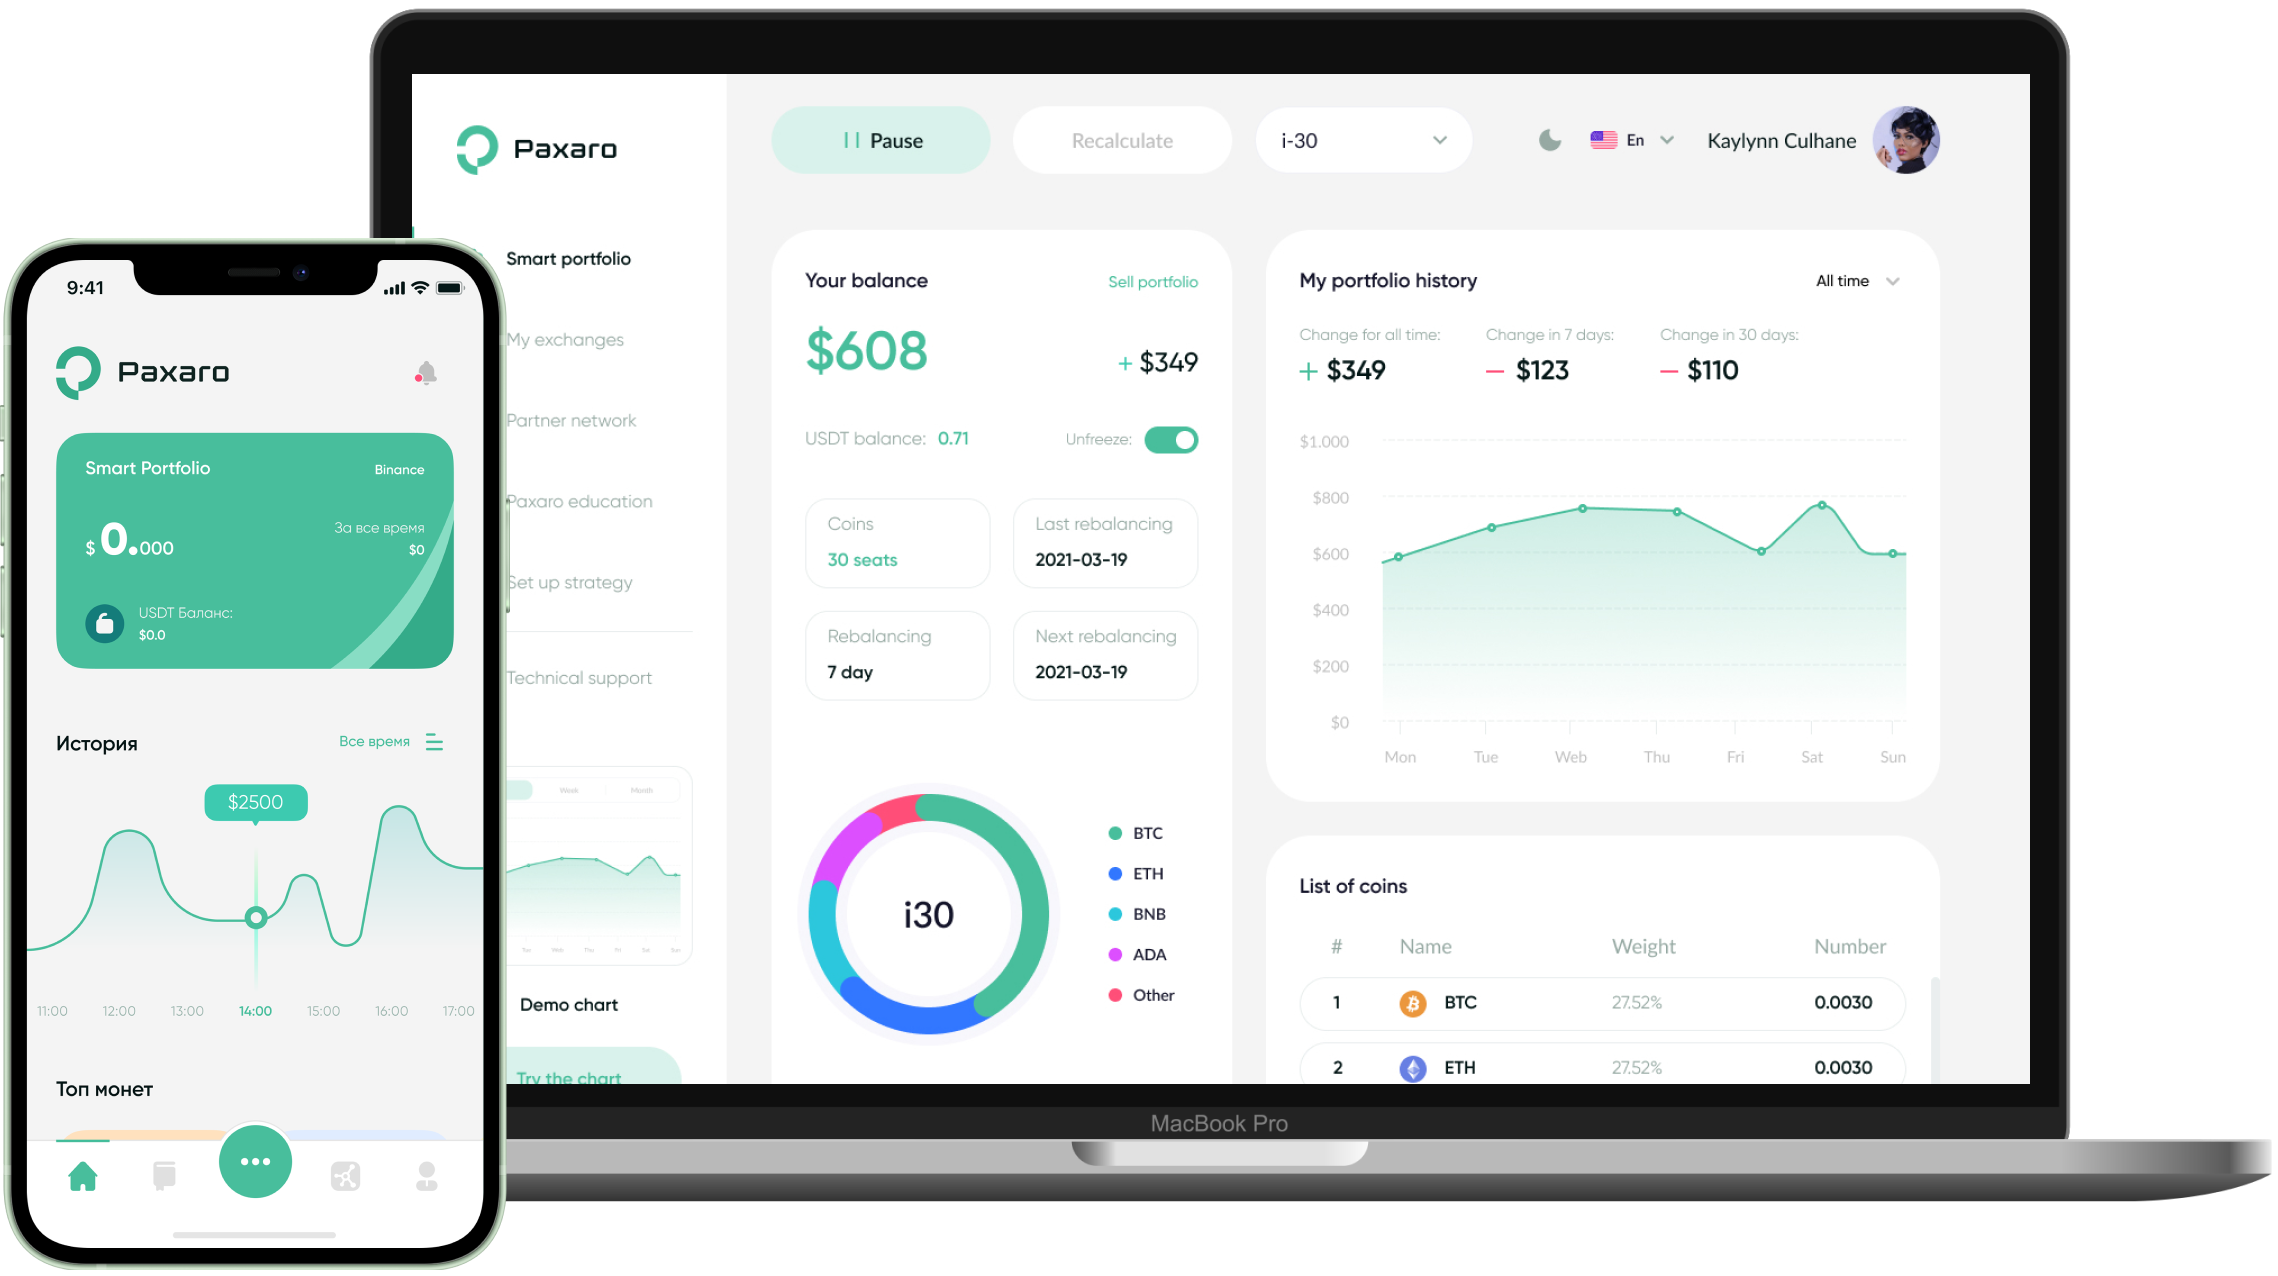 Paxaro
Pause
Recalculate
i-30
En
Kaylynn Culhane
Smart portfolio
My exchanges
Partner network
Paxaro education
Set up strategy
Technical support
Week
Month
Tue
Web
Thu
Fri
Sat
Sun
Demo chart
Try the chart
Your balance
Sell portfolio
$608
+ $349
USDT balance: 0.71
Unfreeze:
Coins
30 seats
Last rebalancing
2021-03-19
Rebalancing
7 day
Next rebalancing
2021-03-19
i30
BTC
ETH
BNB
ADA
Other
My portfolio history
All time
Change for all time:
+ $349
Change in 7 days:
— $123
Change in 30 days:
— $110
$1.000
$800
$600
$400
$200
$0
Mon
Tue
Web
Thu
Fri
Sat
Sun
List of coins
# Name Weight Number
1 BTC 27.52% 0.0030
2 ETH 27.52% 0.0030
MacBook Pro
9:41
Paxaro
Smart Portfolio
Binance
$ 0.000
За все время
$0
USDT Баланс:
$0.0
История
Все время
$2500
11:00 12:00 13:00 14:00 15:00 16:00 17:00
Топ монет